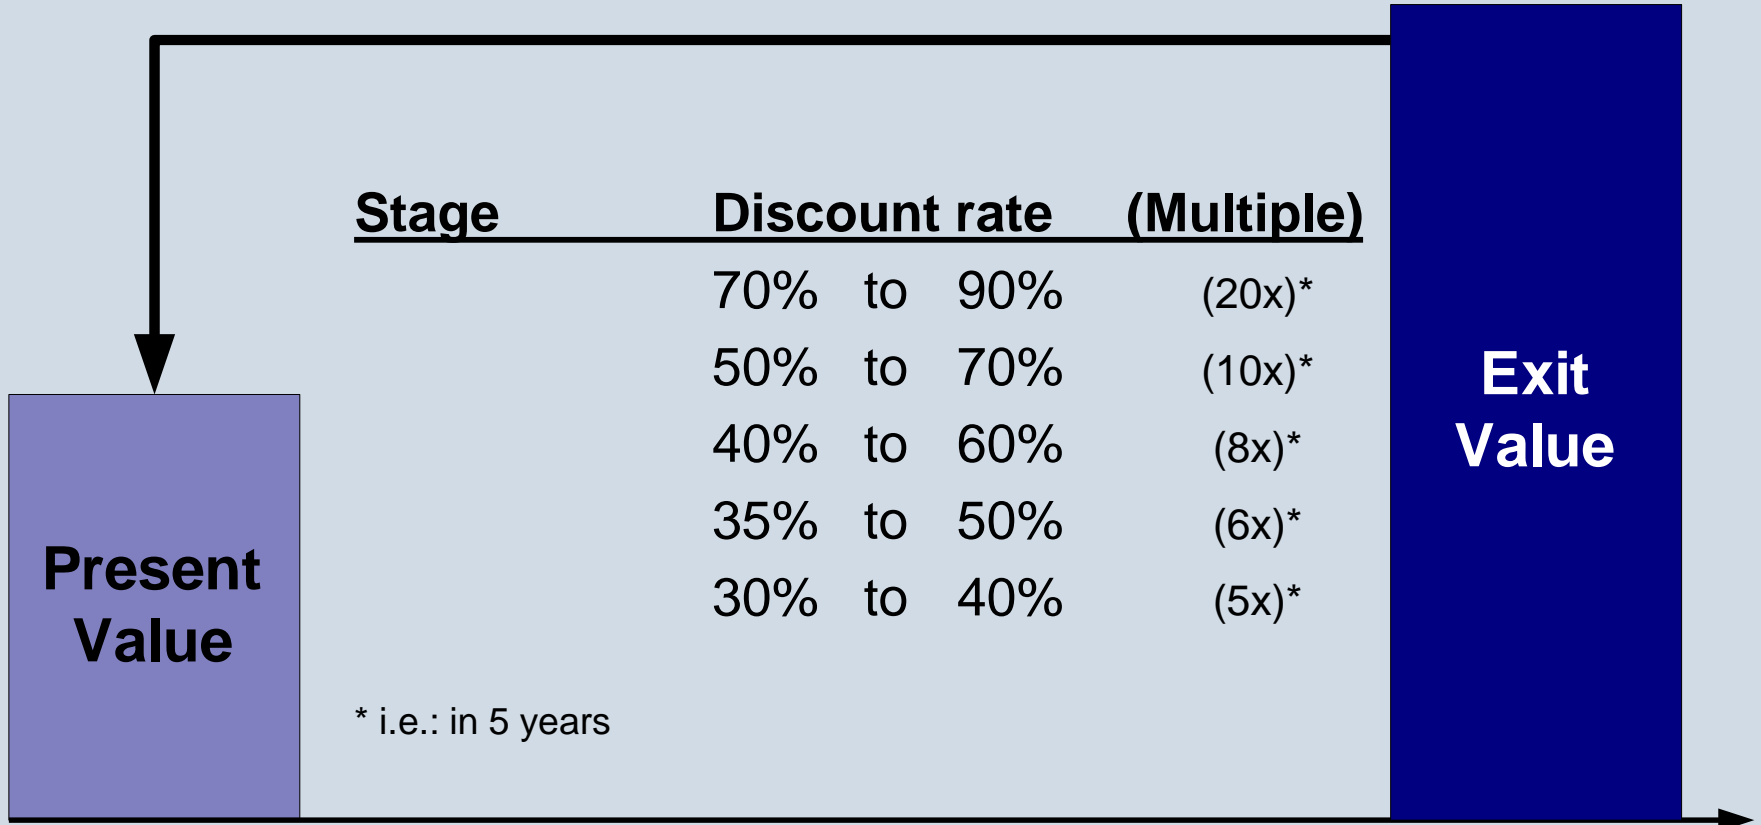 Stage Discount rate (Multiple)
70% to 90% (20x)*
50% to 70% (10x)*
40% to 60% (8x)*
35% to 50% (6x)*
30% to 40% (5x)*
* i.e.: in 5 years
Present
Value
Exit
Value